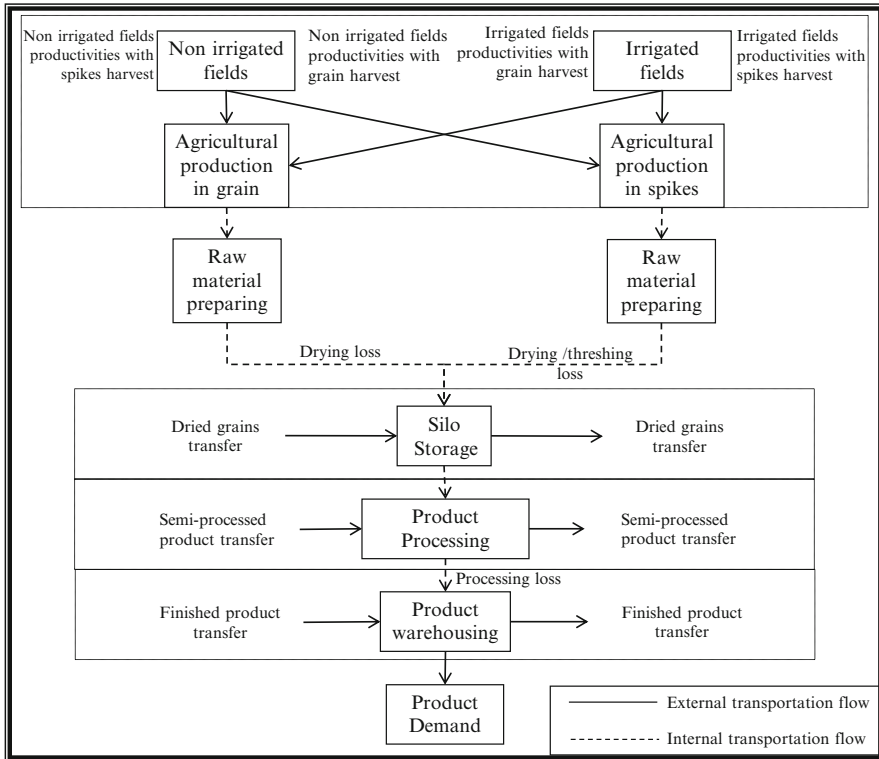 Non irrigated fields
productivities with
spikes harvest
Non irrigated
fields
Non irrigated fields
productivities with
grain harvest
Irrigated fields
productivities with
grain harvest
Irrigated
fields
Irrigated fields
productivities with
spikes harvest
Agricultural
production
in grain
Agricultural
production
in spikes
Raw
material
preparing
Raw
material
preparing
Drying loss
Drying /threshing
loss
Dried grains
transfer
Silo
Storage
Dried grains
transfer
Semi-processed
product transfer
Product
Processing
Semi-processed
product transfer
Processing loss
Finished product
transfer
Product
warehousing
Finished product
transfer
Product
Demand
External transportation flow
Internal transportation flow